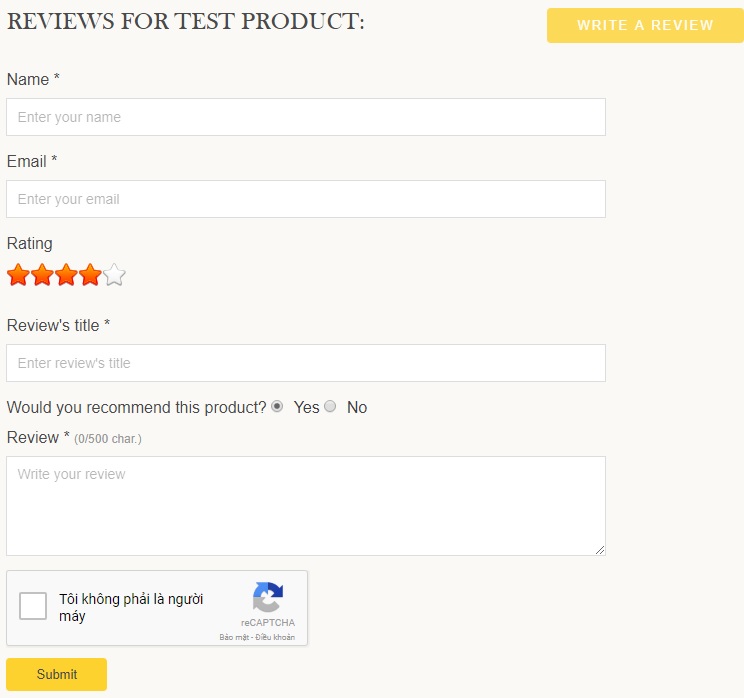 REVIEWS FOR TEST PRODUCT:
WRITE A REVIEW
Name *
Enter your name
Email *
Enter your email
Rating
Review's title *
Enter review's title
Would you recommend this product? Yes No
Review * (0/500 char.)
Write your review
Tôi không phải là người
máy
reCAPTCHA
Bảo mật - Điều khoản
Submit